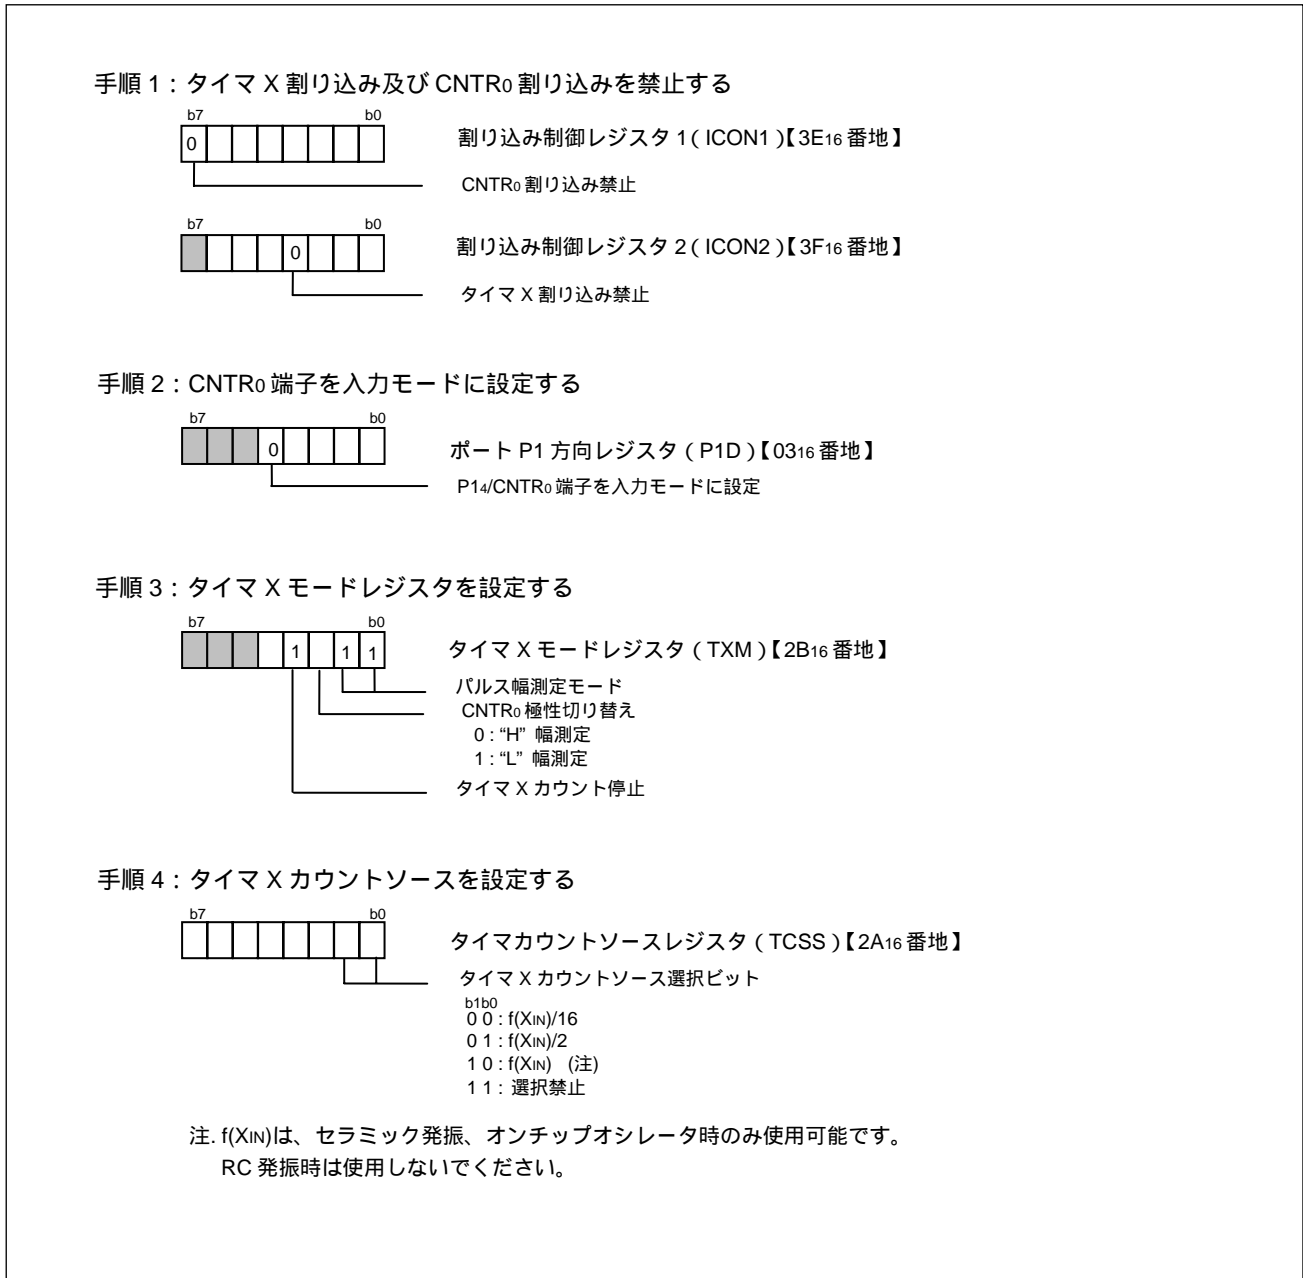 手順 1：タイマ X 割り込み及び CNTR0 割り込みを禁止する
b7 b0
0
割り込み制御レジスタ 1（ICON1）【3E16 番地】
CNTR0 割り込み禁止
b7 b0
0
割り込み制御レジスタ 2（ICON2）【3F16 番地】
タイマ X 割り込み禁止
手順 2：CNTR0 端子を入力モードに設定する
b7 b0
0
ポート P1 方向レジスタ（P1D）【0316 番地】
P14/CNTR0 端子を入力モードに設定
手順 3：タイマ X モードレジスタを設定する
b7 b0
1 1 1
タイマ X モードレジスタ（TXM）【2B16 番地】
パルス幅測定モード
CNTR0 極性切り替え
0 : “H” 幅測定
1 : “L” 幅測定
タイマ X カウント停止
手順 4：タイマ X カウントソースを設定する
b7 b0
タイマカウントソースレジスタ（TCSS）【2A16 番地】
タイマ X カウントソース選択ビット
b1b0
0 0 : f(XIN)/16
0 1 : f(XIN)/2
1 0 : f(XIN) (注)
1 1 : 選択禁止
注. f(XIN)は、セラミック発振、オンチップオシレータ時のみ使用可能です。
RC 発振時は使用しないでください。